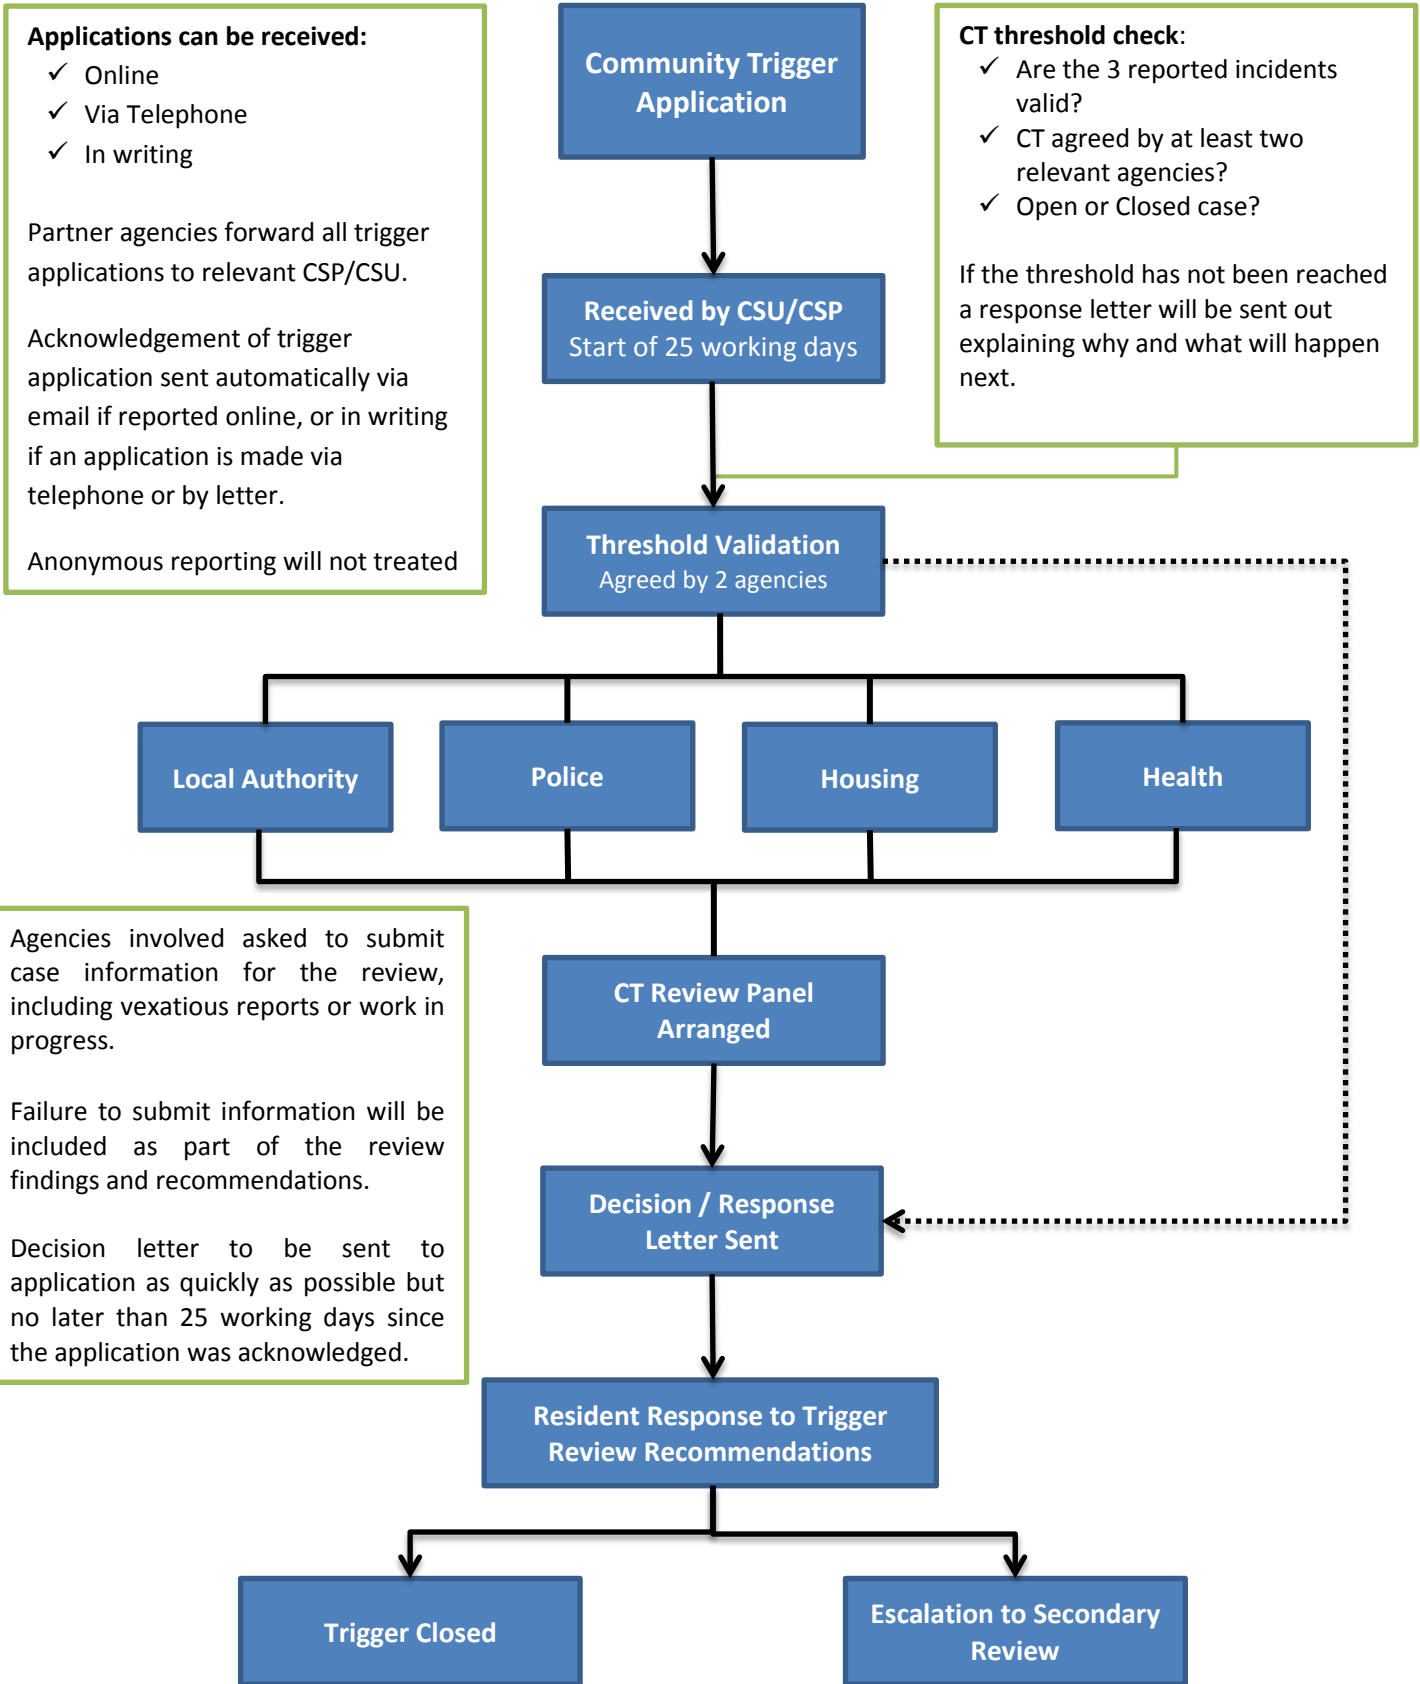 Applications can be received:
✓ Online
✓ Via Telephone
✓ In writing
Partner agencies forward all trigger
applications to relevant CSP/CSU.
Acknowledgement of trigger
application sent automatically via
email if reported online, or in writing
if an application is made via
telephone or by letter.
Anonymous reporting will not treated
Community Trigger
Application
CT threshold check:
✓ Are the 3 reported incidents
valid?
✓ CT agreed by at least two
relevant agencies?
✓ Open or Closed case?
If the threshold has not been reached
a response letter will be sent out
explaining why and what will happen
next.
Received by CSU/CSP
Start of 25 working days
Threshold Validation
Agreed by 2 agencies
Local Authority
Police
Housing
Health
Agencies involved asked to submit
case information for the review,
including vexatious reports or work in
progress.
Failure to submit information will be
included as part of the review
findings and recommendations.
Decision letter to be sent to
application as quickly as possible but
no later than 25 working days since
the application was acknowledged.
CT Review Panel
Arranged
Decision / Response
Letter Sent
Resident Response to Trigger
Review Recommendations
Trigger Closed
Escalation to Secondary
Review